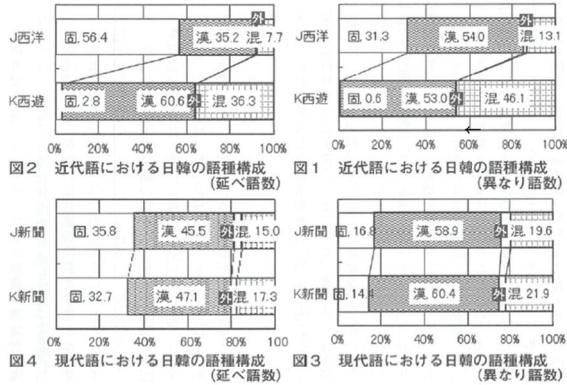 外
J西洋 固, 56.4 漢, 35.2 混, 7.7
K西遊 固, 2.8 漢, 60.6 外 混, 36.3
0% 20% 40% 60% 80% 100%
図2 近代語における日韓の語種構成
(延べ語数)
外
J西洋 固, 31.3 漢, 54.0 混, 13.1
K西遊 固, 0.6 漢, 53.0 外 混, 46.1
←
0% 20% 40% 60% 80% 100%
図1 近代語における日韓の語種構成
(異なり語数)
J新聞 固, 35.8 漢, 45.5 外 混, 15.0
K新聞 固, 32.7 漢, 47.1 外 混, 17.3
0% 20% 40% 60% 80% 100%
図4 現代語における日韓の語種構成
(延べ語数)
J新聞 固, 16.8 漢, 58.9 外 混, 19.6
K新聞 固, 14.4 漢, 60.4 外 混, 21.9
0% 20% 40% 60% 80% 100%
図3 現代語における日韓の語種構成
(異なり語数)